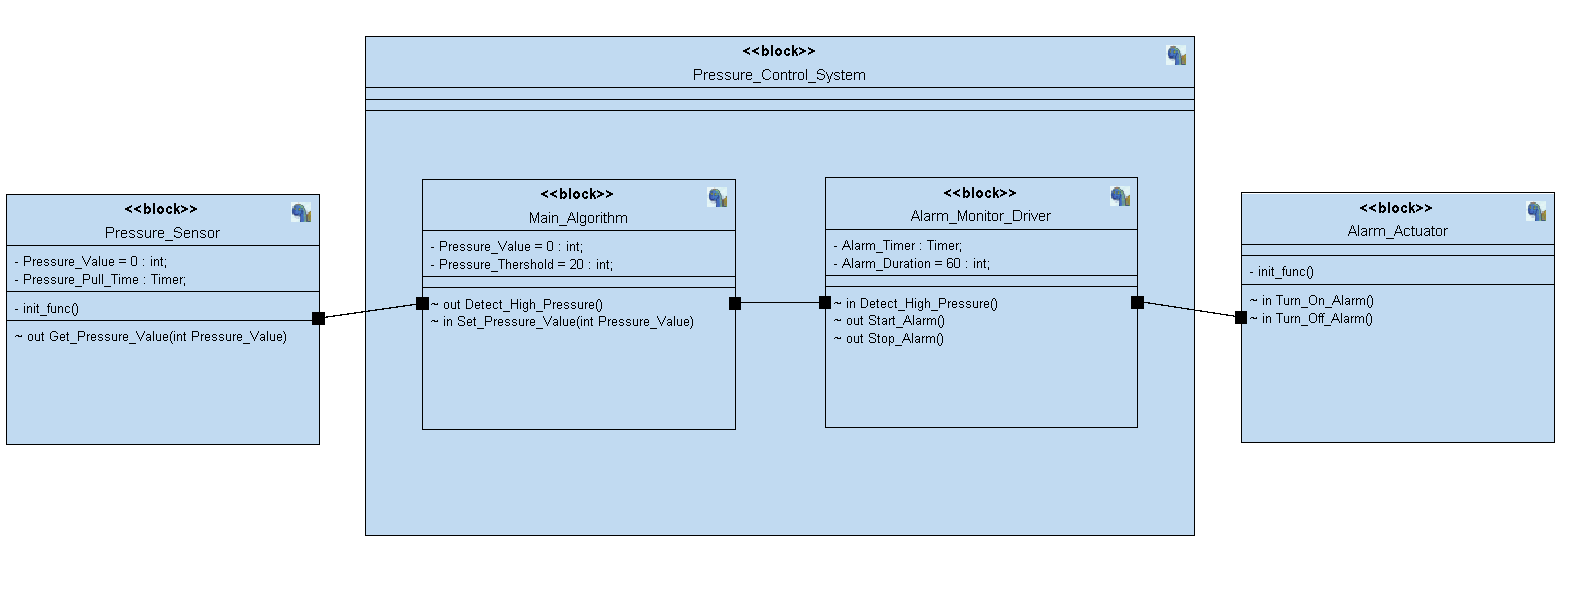 <<block>>
Pressure_Control_System
<<block>>
Pressure_Sensor
- Pressure_Value = 0 : int;
- Pressure_Pull_Time : Timer;
- init_func()
~ out Get_Pressure_Value(int Pressure_Value)
<<block>>
Main_Algorithm
- Pressure_Value = 0 : int;
- Pressure_Thershold = 20 : int;
~ out Detect_High_Pressure()
~ in Set_Pressure_Value(int Pressure_Value)
<<block>>
Alarm_Monitor_Driver
- Alarm_Timer : Timer;
- Alarm_Duration = 60 : int;
~ in Detect_High_Pressure()
~ out Start_Alarm()
~ out Stop_Alarm()
<<block>>
Alarm_Actuator
- init_func()
~ in Turn_On_Alarm()
~ in Turn_Off_Alarm()